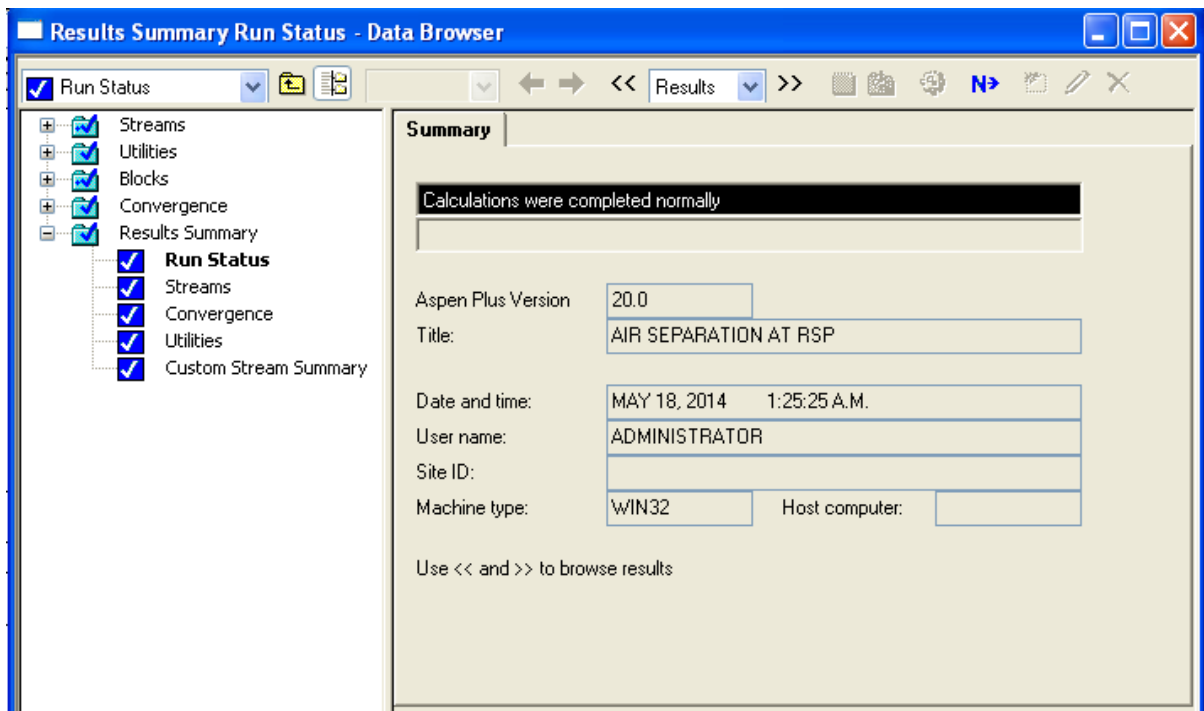 Results Summary Run Status - Data Browser
Run Status
<< Results >> N
Streams
Utilities
Blocks
Convergence
Results Summary
Run Status
Streams
Convergence
Utilities
Custom Stream Summary
Summary
Calculations were completed normally
Aspen Plus Version 20.0
Title: AIR SEPARATION AT RSP
Date and time: MAY 18, 2014 1:25:25 A.M.
User name: ADMINISTRATOR
Site ID:
Machine type: WIN32 Host computer:
Use << and >> to browse results